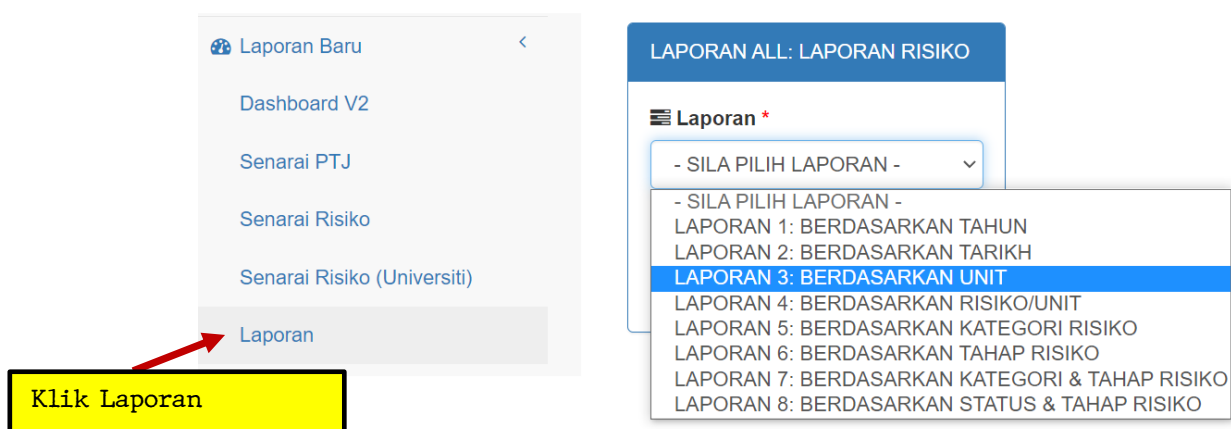 Laporan Baru
Dashboard V2
Senarai PTJ
Senarai Risiko
Senarai Risiko (Universiti)
Laporan
Klik Laporan
LAPORAN ALL: LAPORAN RISIKO
Laporan *
- SILA PILIH LAPORAN -
- SILA PILIH LAPORAN -
LAPORAN 1: BERDASARKAN TAHUN
LAPORAN 2: BERDASARKAN TARIKH
LAPORAN 3: BERDASARKAN UNIT
LAPORAN 4: BERDASARKAN RISIKO/UNIT
LAPORAN 5: BERDASARKAN KATEGORI RISIKO
LAPORAN 6: BERDASARKAN TAHAP RISIKO
LAPORAN 7: BERDASARKAN KATEGORI & TAHAP RISIKO
LAPORAN 8: BERDASARKAN STATUS & TAHAP RISIKO